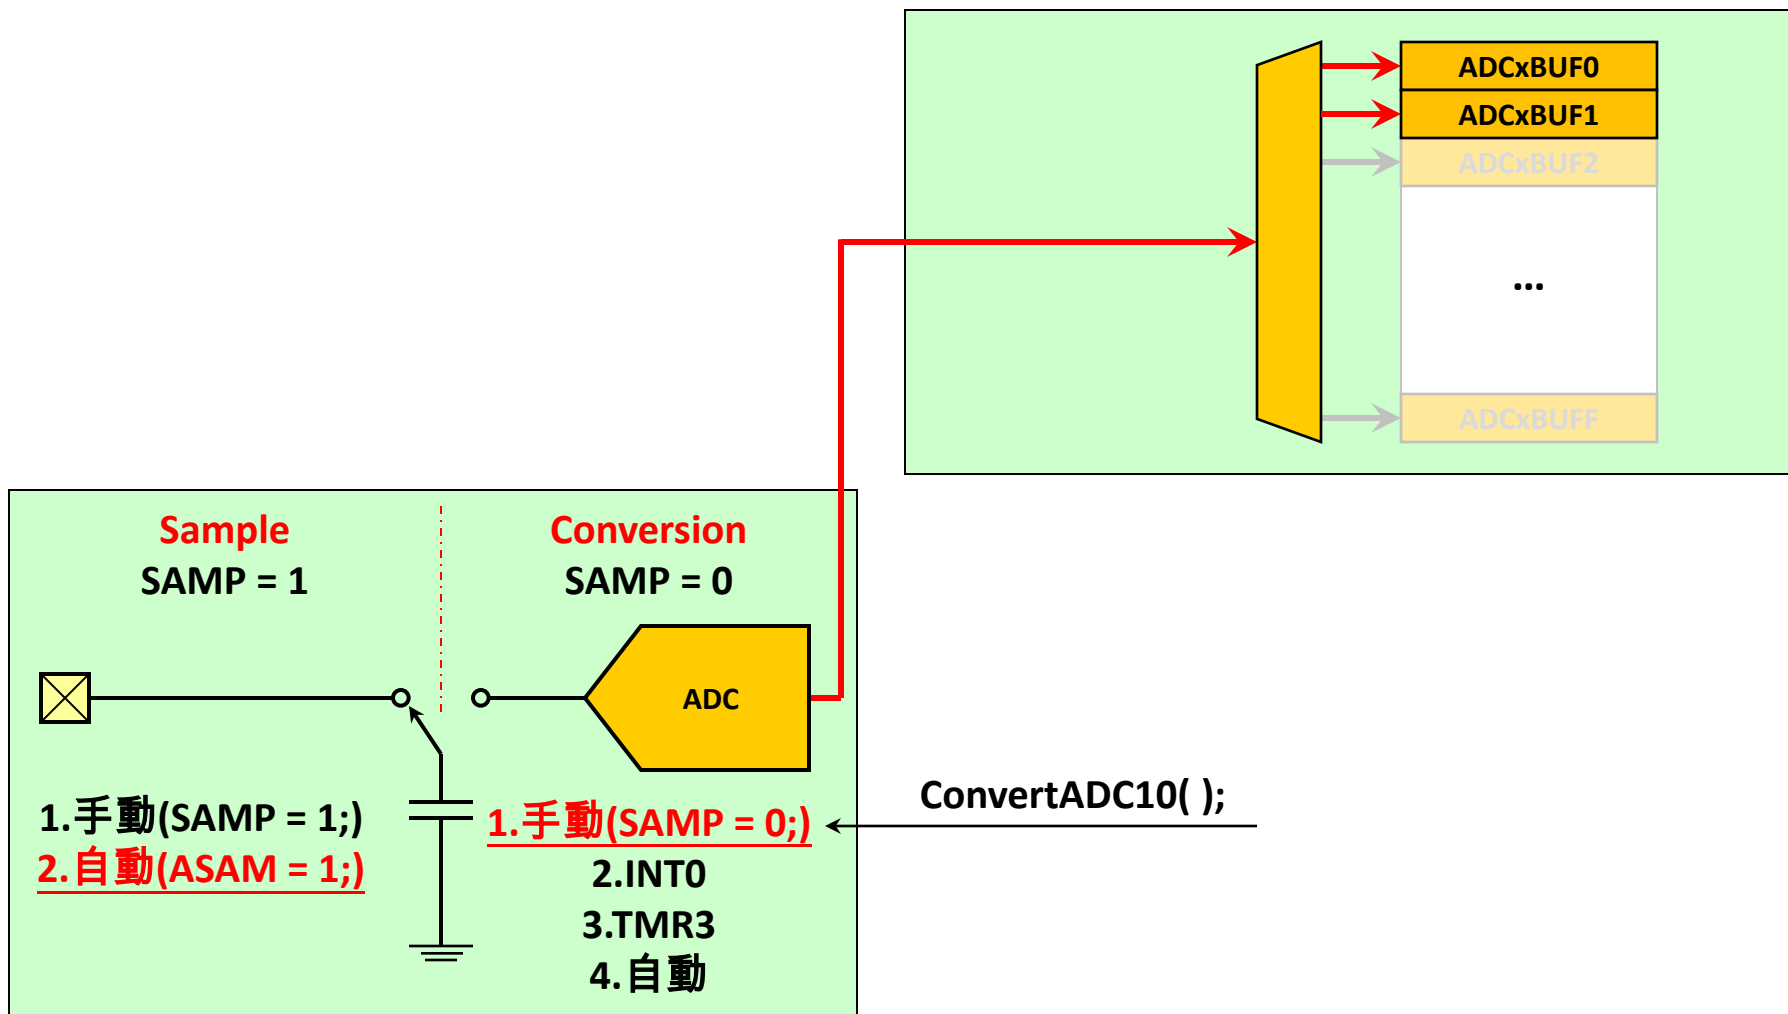 ADCxBUF0
ADCxBUF1
ADCxBUF2
...
ADCxBUFF
Sample
SAMP = 1
Conversion
SAMP = 0
ADC
1.手動(SAMP = 1;)
2.自動(ASAM = 1;)
1.手動(SAMP = 0;)
2.INT0
3.TMR3
4.自動
ConvertADC10( );